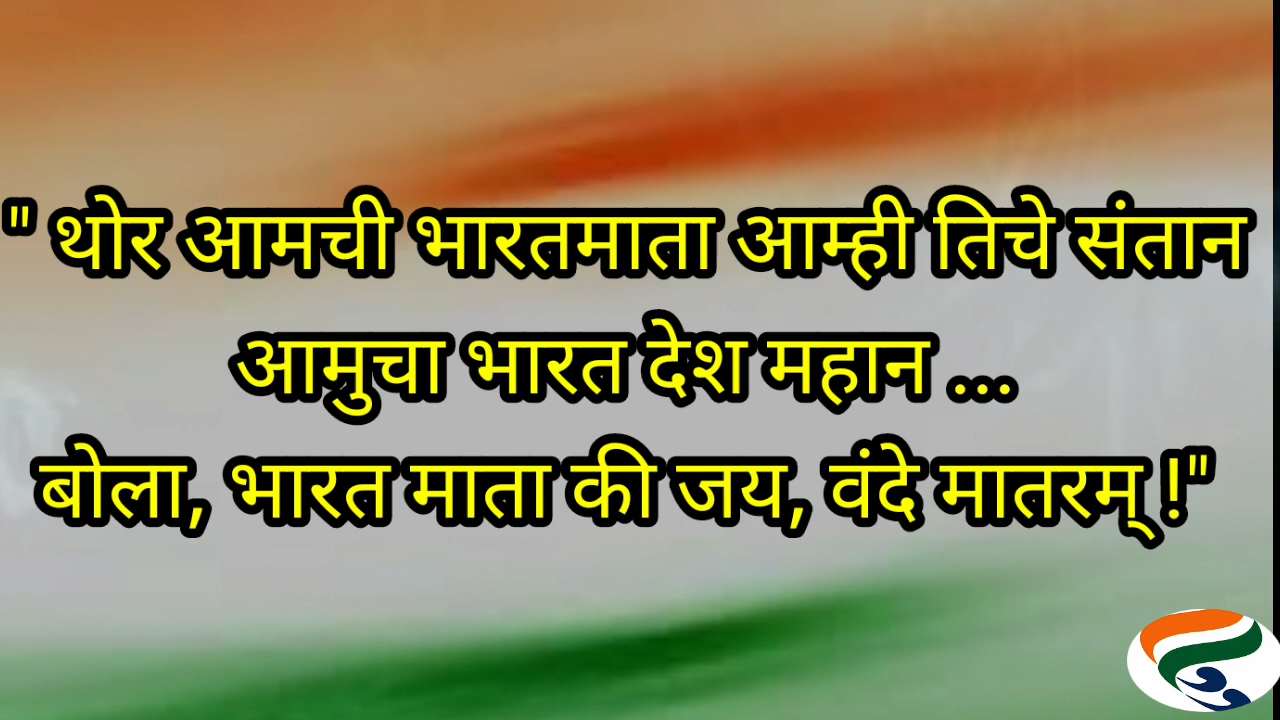 " थोर आमची भारतमाता आम्ही तिचे संतान
आमुचा भारत देश महान ...
बोला, भारत माता की जय, वंदे मातरम् !"